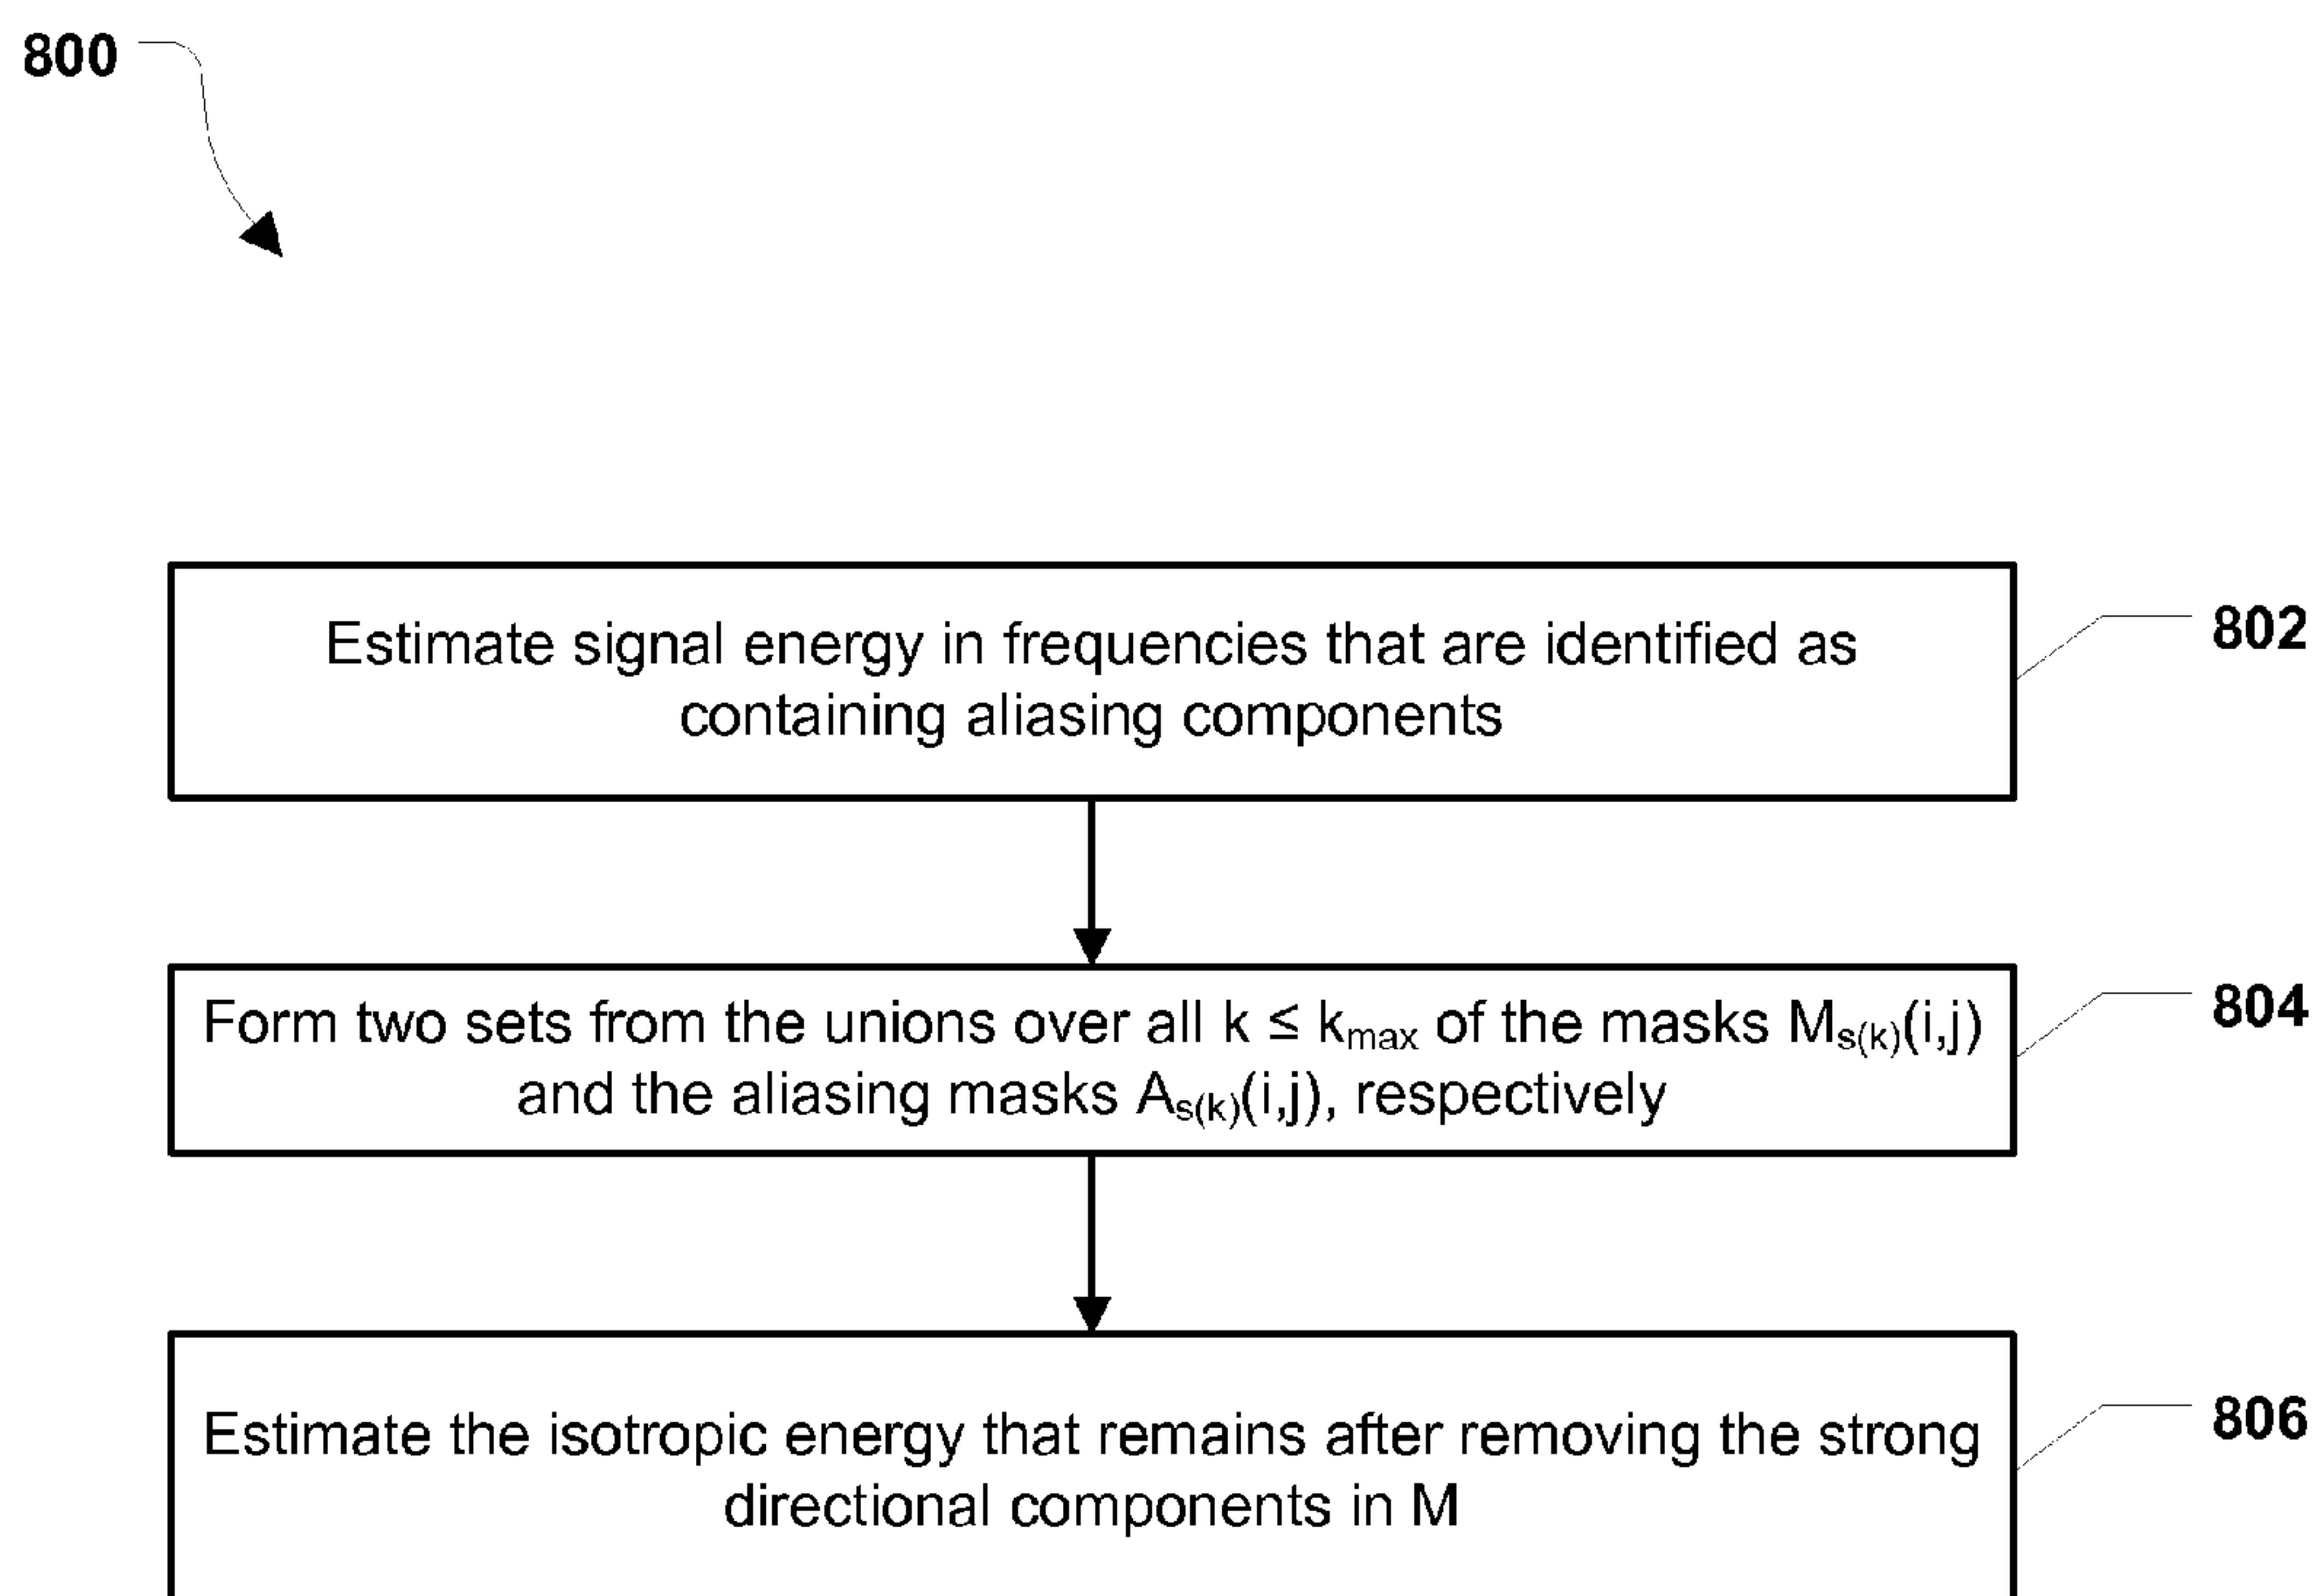 800
Estimate signal energy in frequencies that are identified as
containing aliasing components
802
Form two sets from the unions over all k ≤ kmax of the masks Ms(k)(i,j)
and the aliasing masks As(k)(i,j), respectively
804
Estimate the isotropic energy that remains after removing the strong
directional components in M
806